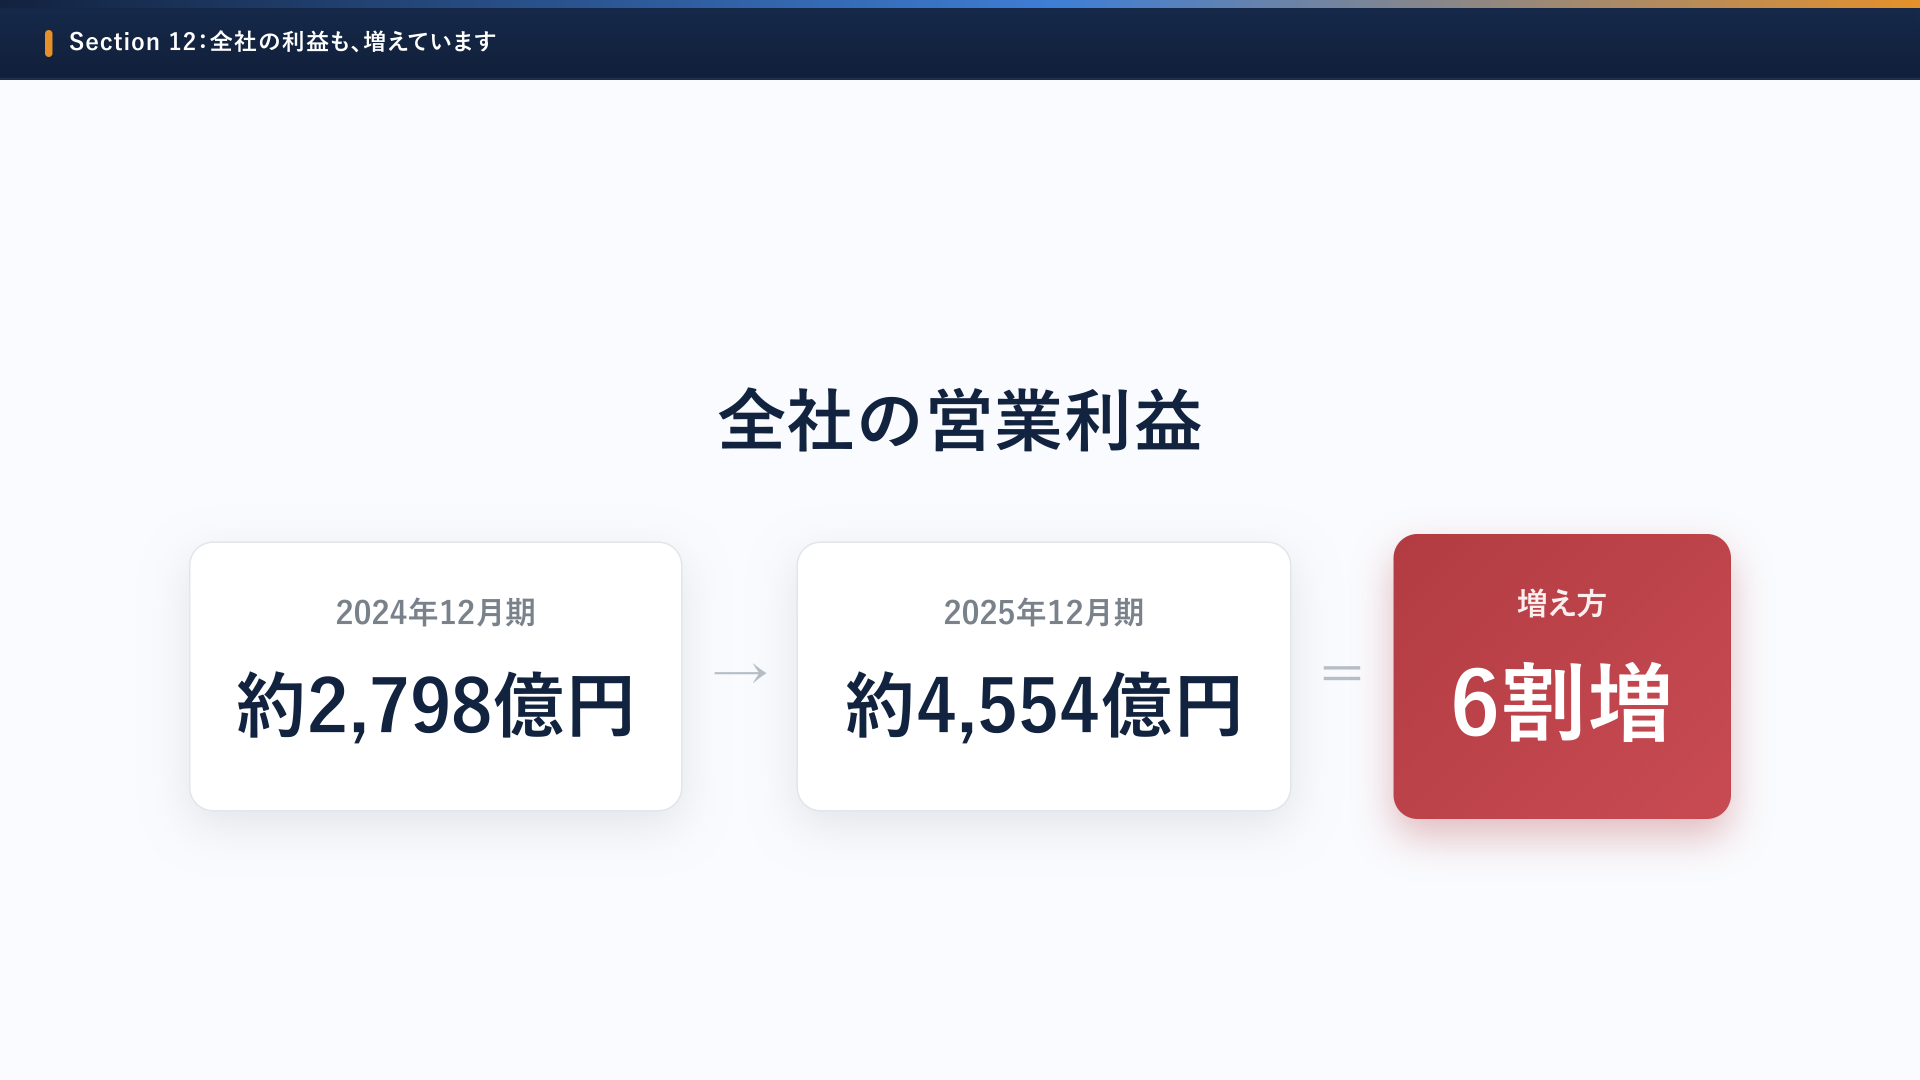 Section 12：全社の利益も、増えています
全社の営業利益
2024年12月期
約2,798億円
→
2025年12月期
約4,554億円
＝
増え方
6割増